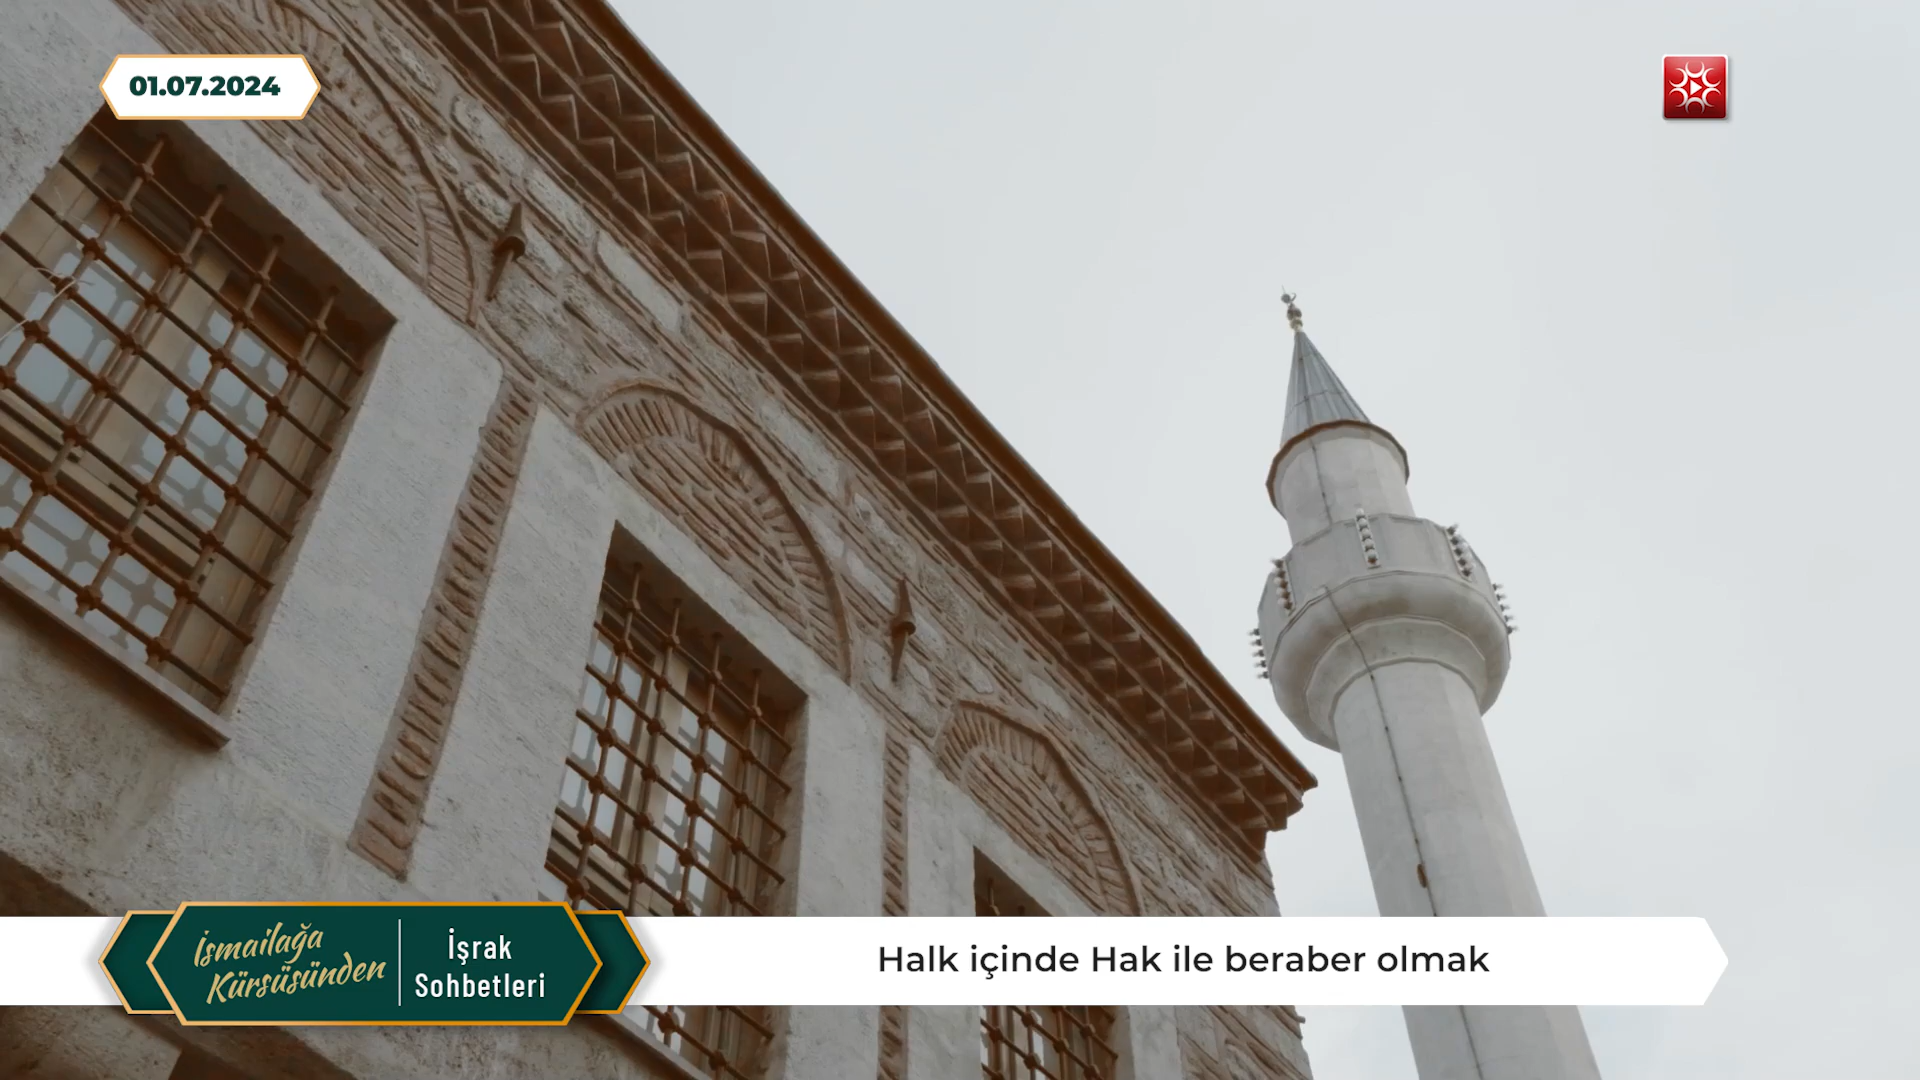 01.07.2024
İsmailağa
Kürsüsünden
İşrak
Sohbetleri
Halk içinde Hak ile beraber olmak